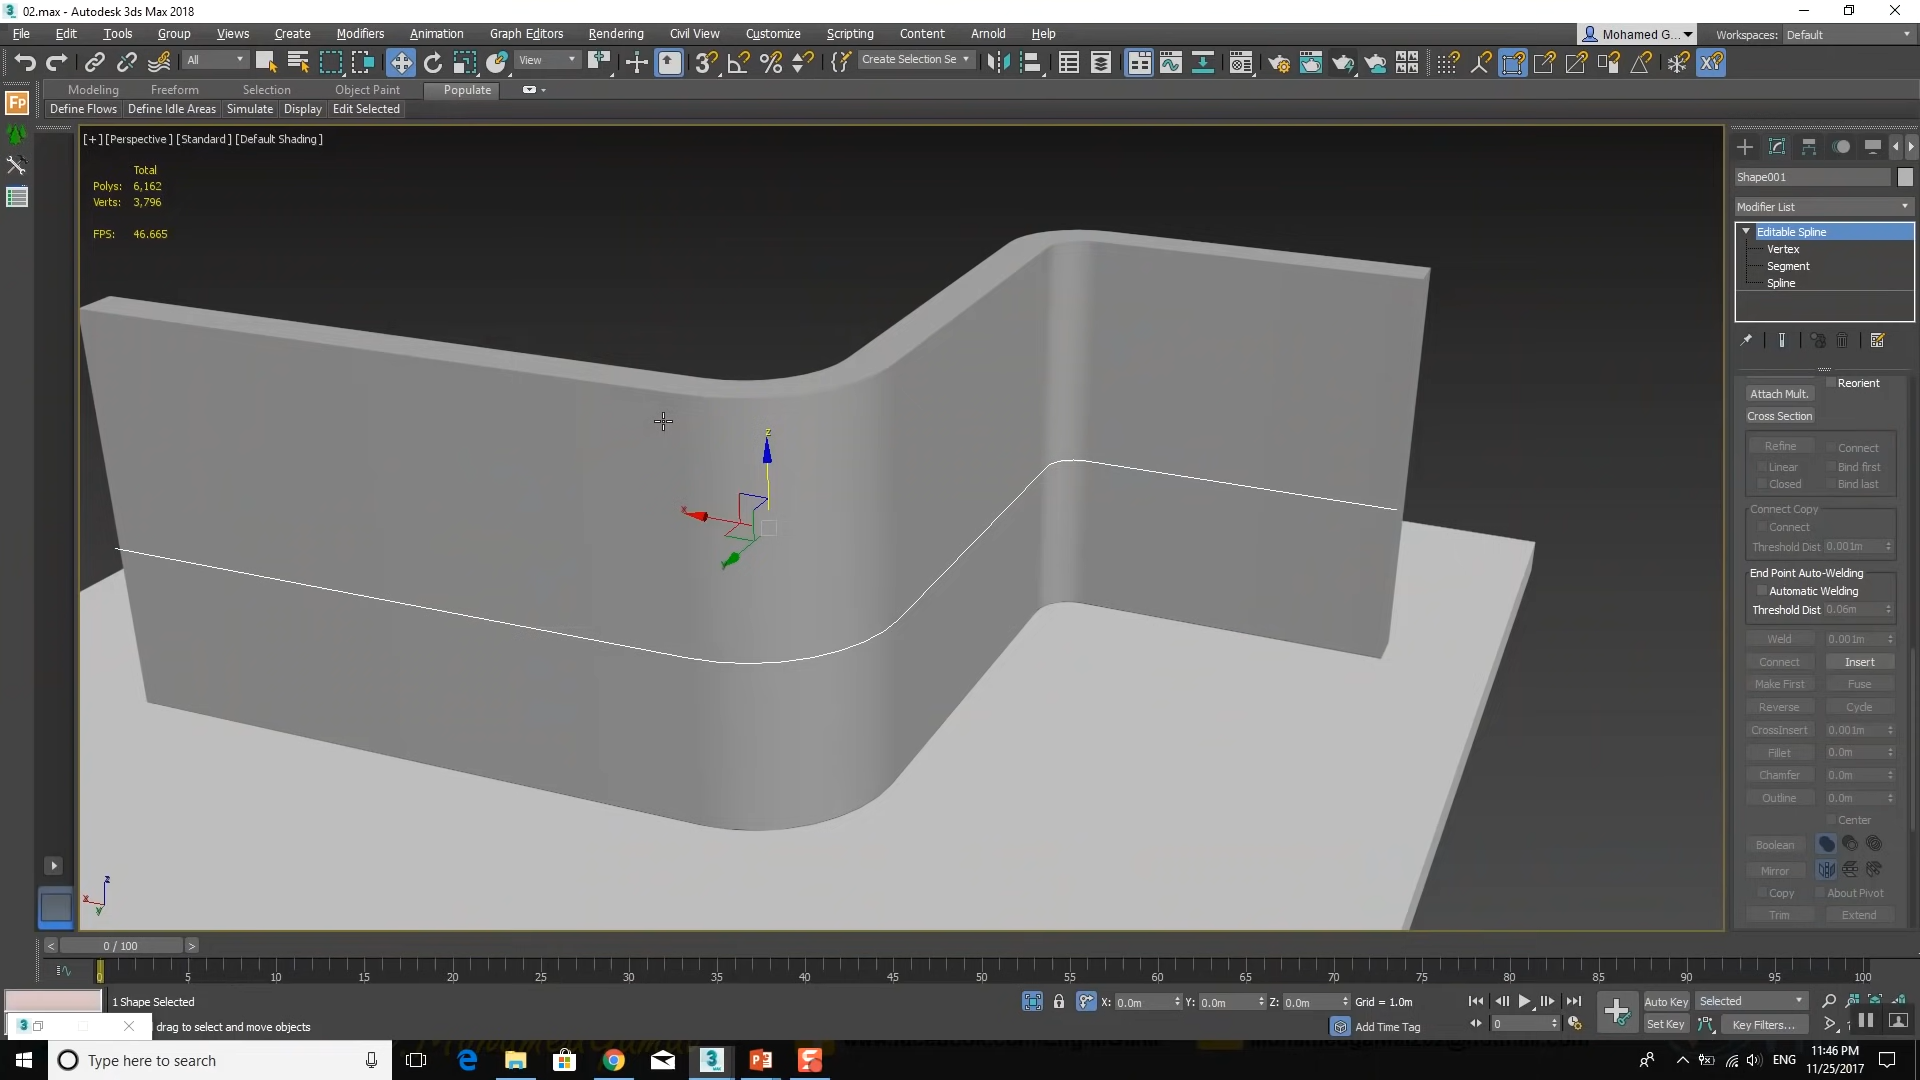 02.max - Autodesk 3ds Max 2018
File Edit Tools Group Views Create Modifiers Animation Graph Editors Rendering Civil View Customize Scripting Content Arnold Help
Mohamed G... Workspaces: Default
All View Create Selection Se
Modeling Freeform Selection Object Paint Populate
Define Flows Define Idle Areas Simulate Display Edit Selected
[+] [Perspective] [Standard] [Default Shading]
Total
Polys: 6,162
Verts: 3,796
FPS: 46.665
z
x
y
z
x
y
Shape001
Modifier List
Editable Spline
Vertex
Segment
Spline
Reorient
Attach Mult.
Cross Section
Refine Connect
Linear Bind first
Closed Bind last
Connect Copy
Connect
Threshold Dist 0.001m
End Point Auto-Welding
Automatic Welding
Threshold Dist 0.06m
Weld 0.001m
Connect Insert
Make First Fuse
Reverse Cycle
CrossInsert 0.001m
Fillet 0.0m
Chamfer 0.0m
Outline 0.0m
Center
Boolean
Mirror
Copy About Pivot
Trim Extend
< 0 / 100 >
0 5 10 15 20 25 30 35 40 45 50 55 60 65 70 75 80 85 90 95 100
1 Shape Selected
X: 0.0m Y: 0.0m Z: 0.0m Grid = 1.0m
Auto Key Selected
drag to select and move objects
Add Time Tag
0
Set Key Key Filters...
Type here to search
ENG
11:46 PM
11/25/2017